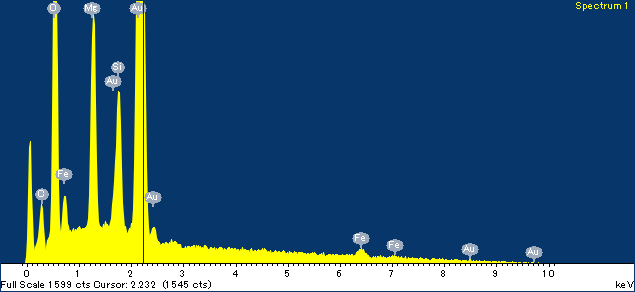 Spectrum 1
O Mg Au
Si
Au
Fe
O
Au
Fe
Fe
Au
Au
0 1 2 3 4 5 6 7 8 9 10
Full Scale 1599 cts Cursor: 2.232 (1545 cts) keV